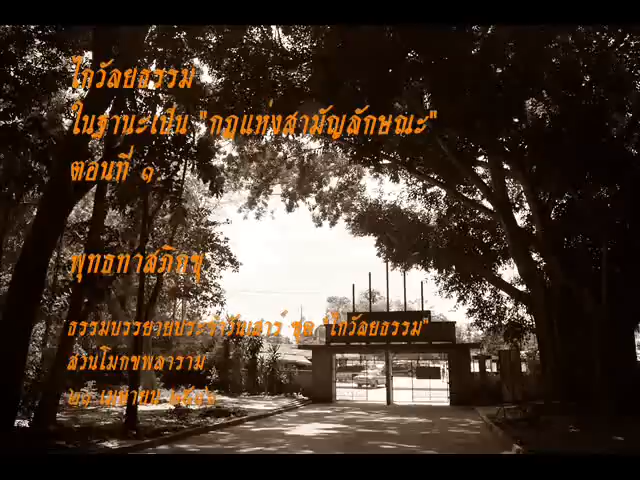 ไกวัลยธรรม
ในฐานะเป็น "กฎแห่งสามัญลักษณะ"
ตอนที่ ๑
พุทธทาสภิกขุ
ธรรมบรรยายประจำวันเสาร์ ชุด "ไกวัลยธรรม"
สวนโมกขพลาราม
เมษายน